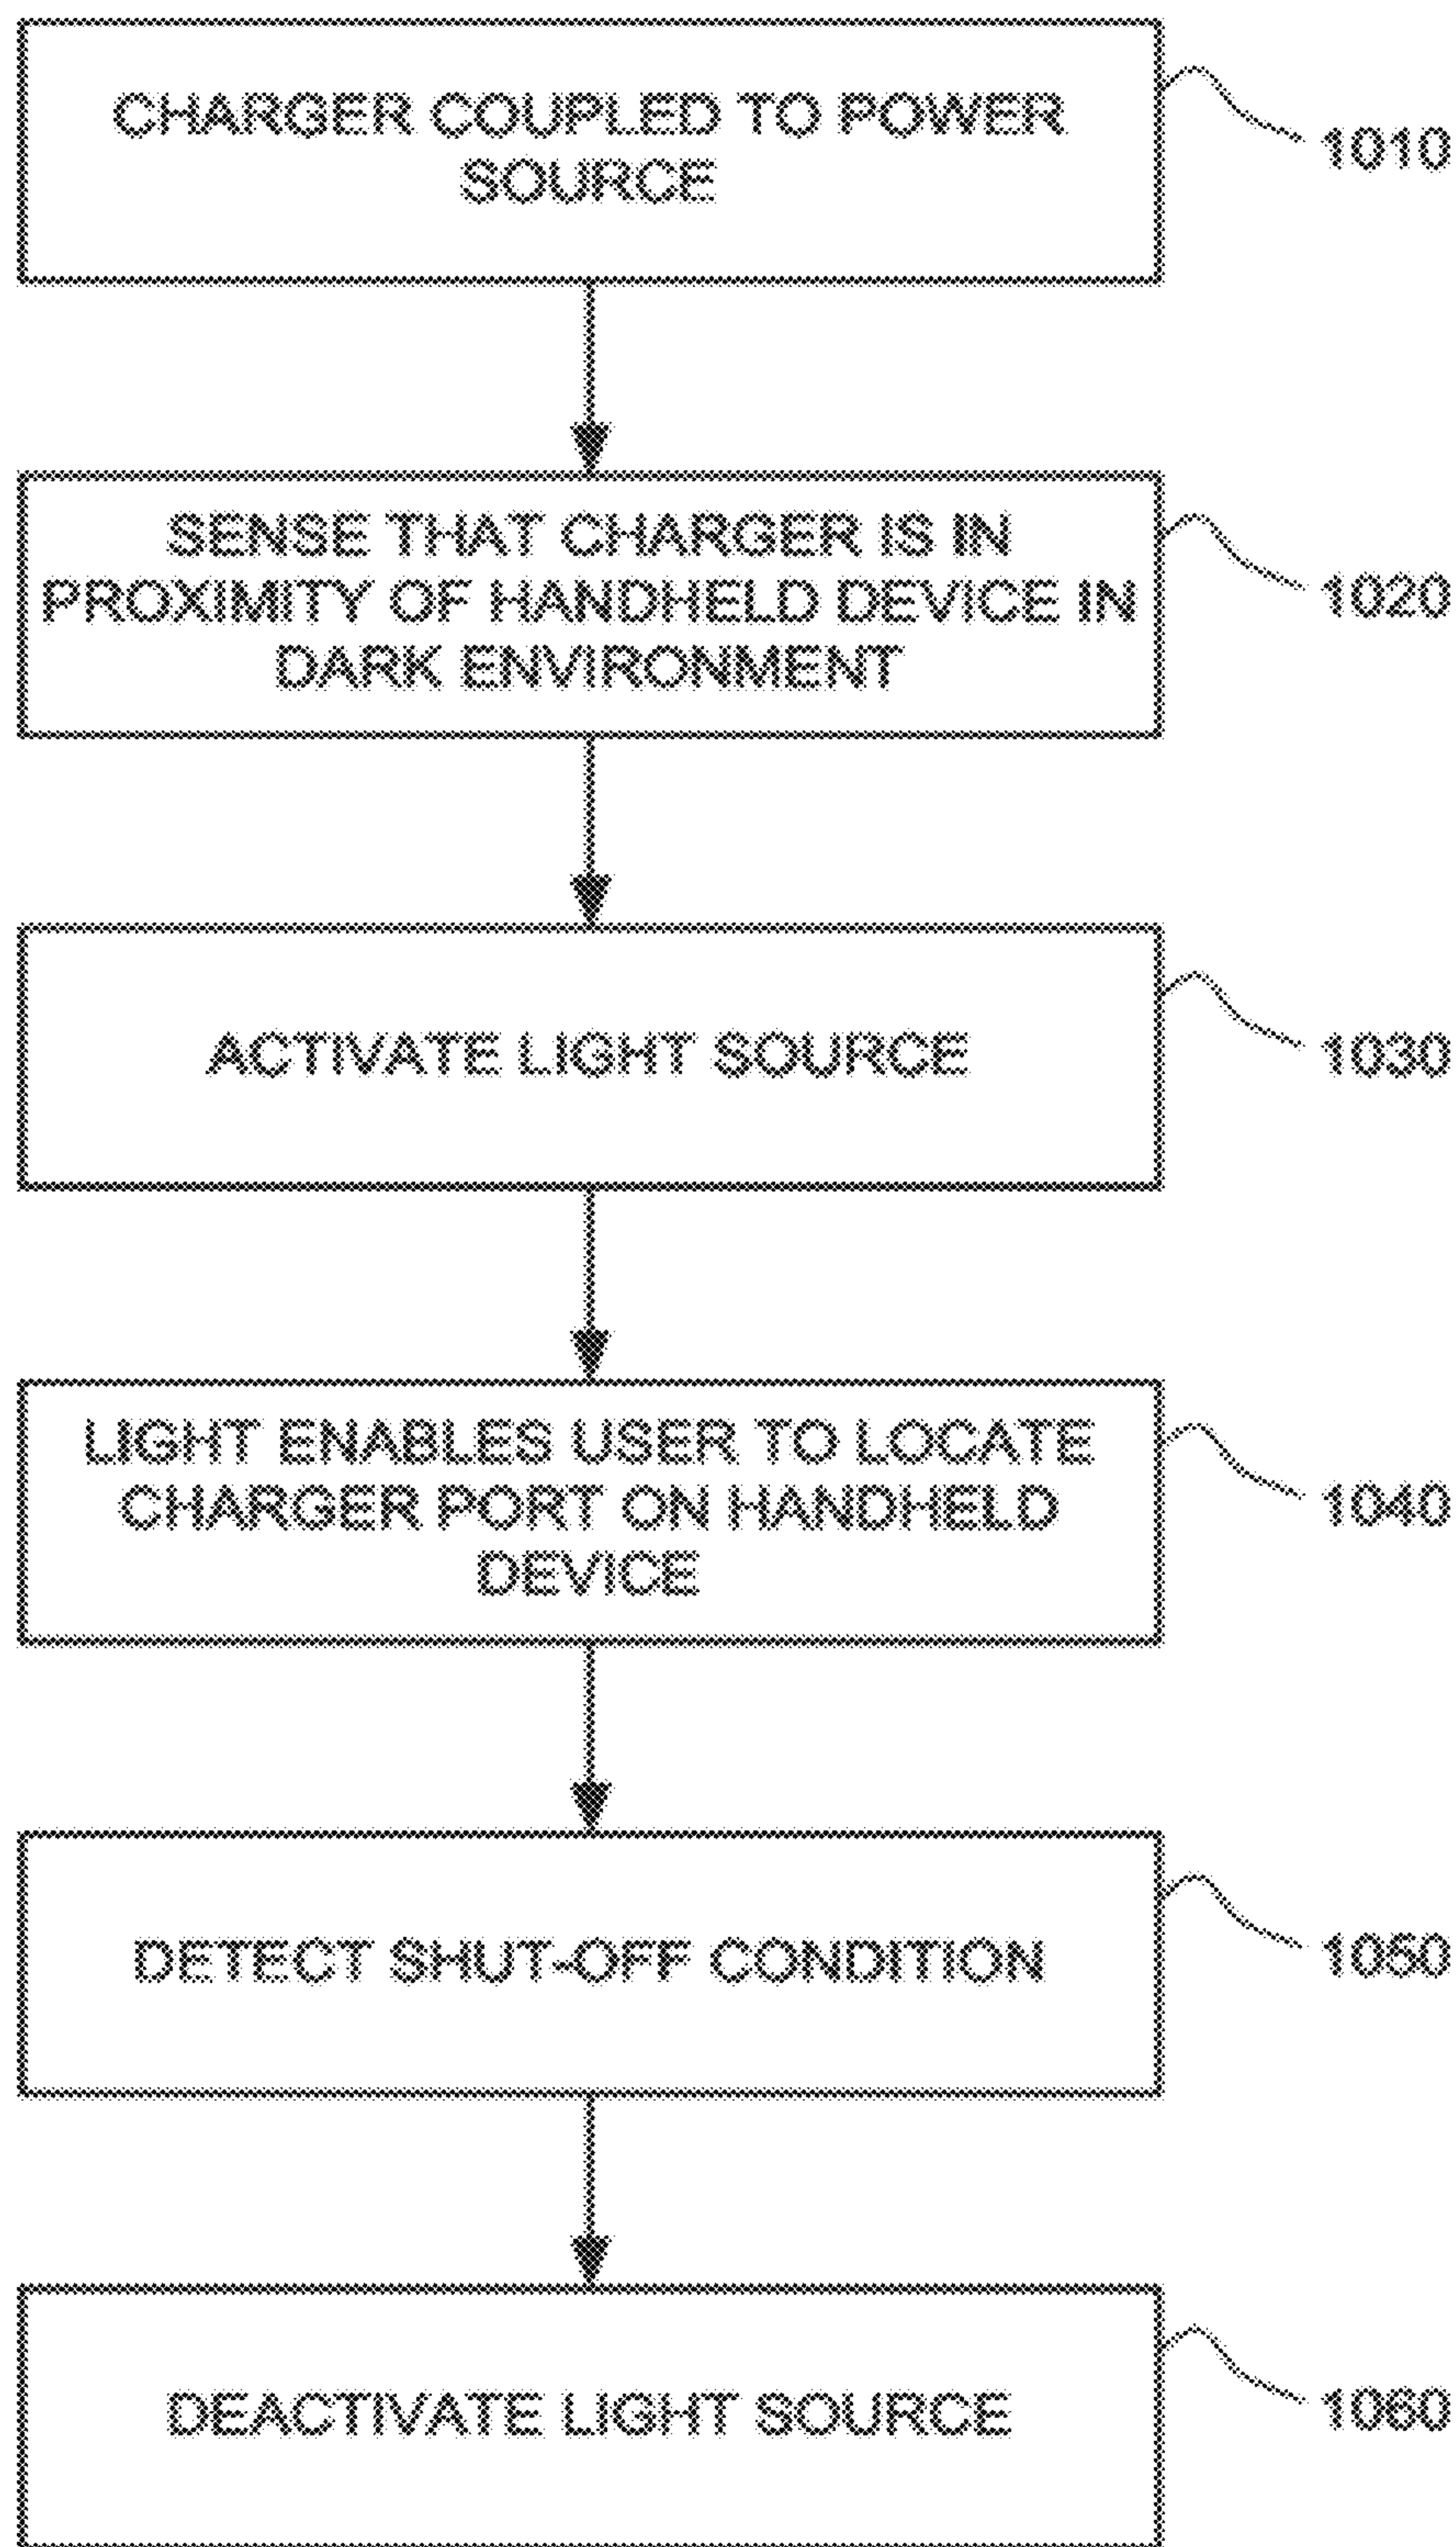 CHARGER COUPLED TO POWER
SOURCE
1010
SENSE THAT CHARGER IS IN
PROXIMITY OF HANDHELD DEVICE IN
DARK ENVIRONMENT
1020
ACTIVATE LIGHT SOURCE
1030
LIGHT ENABLES USER TO LOCATE
CHARGER PORT ON HANDHELD
DEVICE
1040
DETECT SHUT-OFF CONDITION
1050
DEACTIVATE LIGHT SOURCE
1060